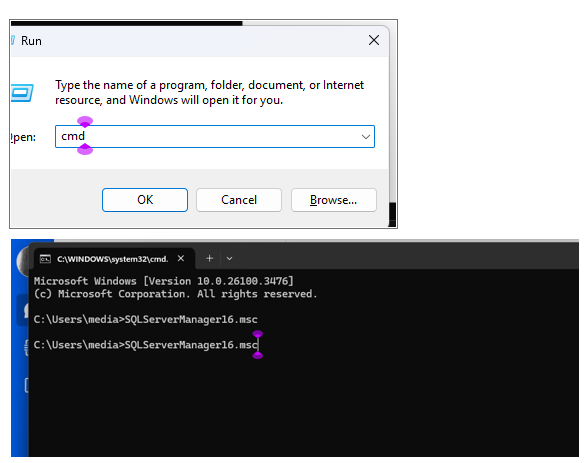 Run
Type the name of a program, folder, document, or Internet
resource, and Windows will open it for you.
Open:
cmd
OK
Cancel
Browse...
C:\WINDOWS\system32\cmd.
Microsoft Windows [Version 10.0.26100.3476]
(c) Microsoft Corporation. All rights reserved.
C:\Users\media>SQLServerManager16.msc
C:\Users\media>SQLServerManager16.msc